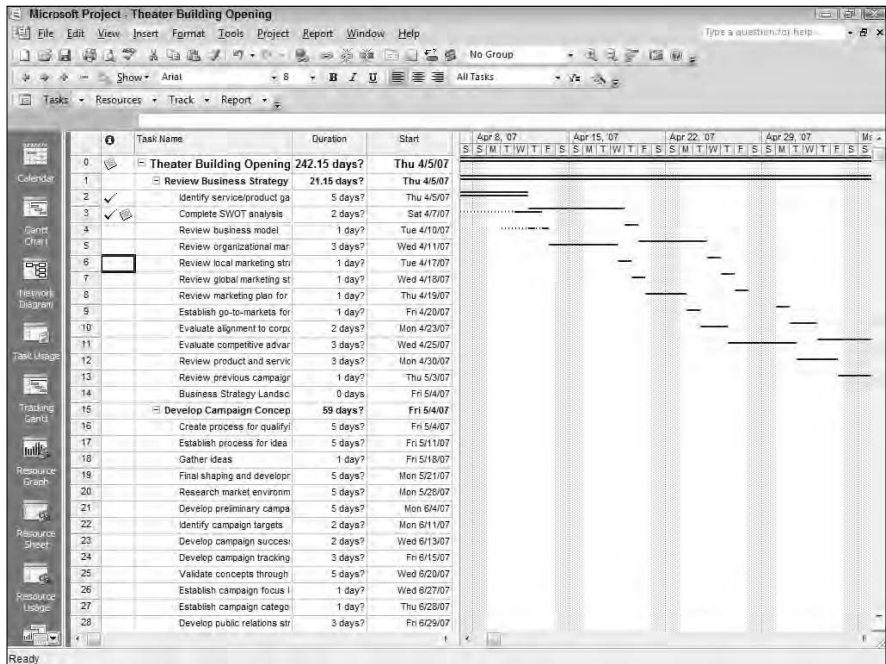 Microsoft Project - Theater Building Opening
File Edit View Insert Format Tools Project Report Window Help
Type a question for help
No Group
Show Arial 8 B I U All Tasks
Tasks Resources Track Report
Task Name Duration Start Apr 8, '07 Apr 15, '07 Apr 22, '07 Apr 29, '07
S S M T W T F S S M T W T F S S M T W T F S S M T W T F S S
0 Theater Building Opening 242.15 days? Thu 4/5/07
1 Review Business Strategy 21.15 days? Thu 4/5/07
2 Identify service/product ga 5 days? Thu 4/5/07
3 Complete SWOT analysis 2 days? Sat 4/7/07
4 Review business model 1 day? Tue 4/10/07
5 Review organizational mar 3 days? Wed 4/11/07
6 Review local marketing str 1 day? Tue 4/17/07
7 Review global marketing st 1 day? Wed 4/18/07
8 Review marketing plan for 1 day? Thu 4/19/07
9 Establish go-to-markets for 1 day? Fri 4/20/07
10 Evaluate alignment to corpo 2 days? Mon 4/23/07
11 Evaluate competitive advar 3 days? Wed 4/25/07
12 Review product and servic 3 days? Mon 4/30/07
13 Review previous campaigr 1 day? Thu 5/3/07
14 Business Strategy Landsc 0 days Fri 5/4/07
15 Develop Campaign Concep 59 days? Fri 5/4/07
16 Create process for qualifyi 5 days? Fri 5/4/07
17 Establish process for idea 5 days? Fri 5/11/07
18 Gather ideas 1 day? Fri 5/18/07
19 Final shaping and developr 5 days? Mon 5/21/07
20 Research market environm 5 days? Mon 5/28/07
21 Develop preliminary campa 5 days? Mon 6/4/07
22 Identify campaign targets 2 days? Mon 6/11/07
23 Develop campaign success 2 days? Wed 6/13/07
24 Develop campaign tracking 3 days? Fri 6/15/07
25 Validate concepts through 5 days? Wed 6/20/07
26 Establish campaign focus l 1 day? Wed 6/27/07
27 Establish campaign catego 1 day? Thu 6/28/07
28 Develop public relations str 3 days? Fri 6/29/07
Calendar
Gantt
Chart
Network
Diagram
Task Usage
Tracking
Gantt
Resource
Graph
Resource
Sheet
Resource
Usage
Ready